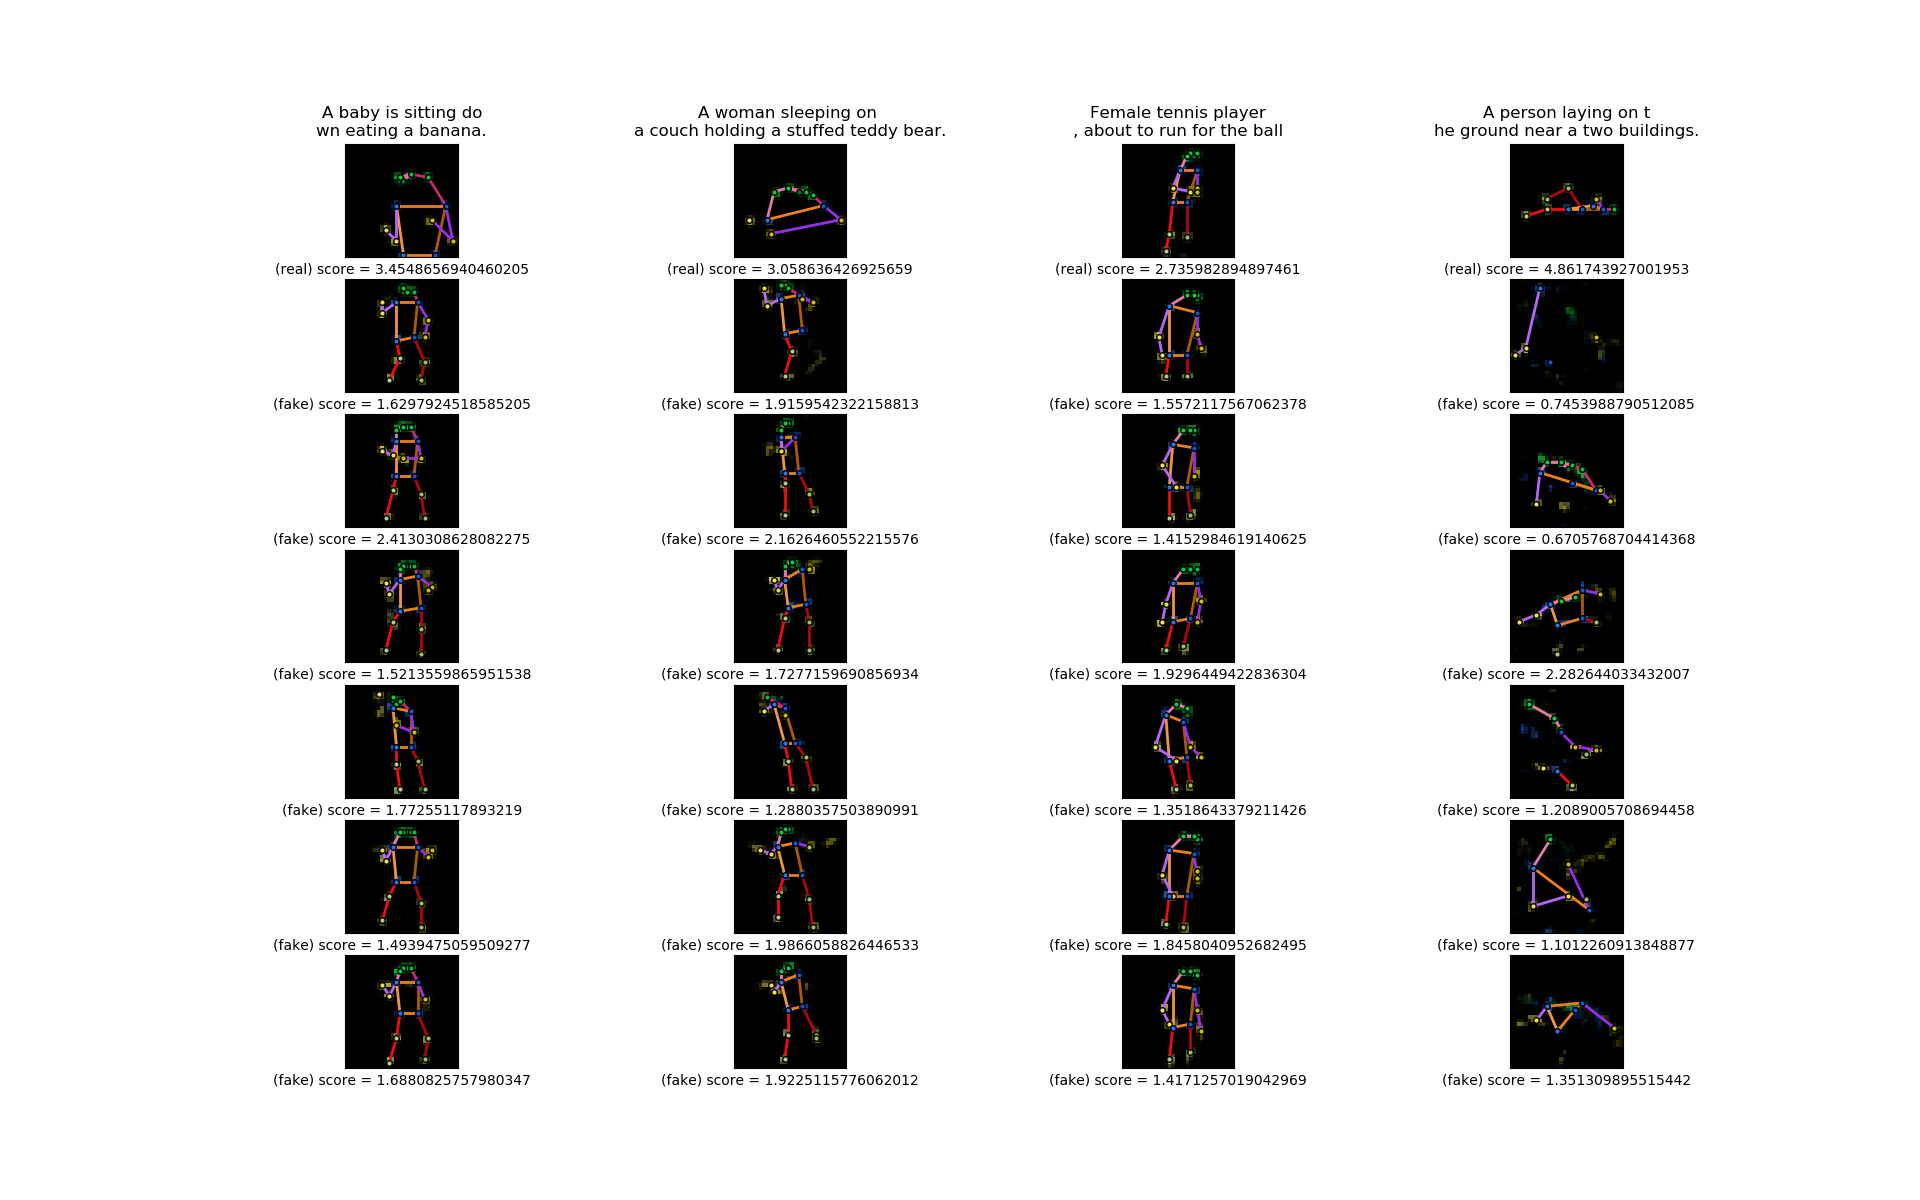 A baby is sitting do
wn eating a banana.
A woman sleeping on
a couch holding a stuffed teddy bear.
Female tennis player
, about to run for the ball
A person laying on t
he ground near a two buildings.
(real) score = 3.4548656940460205
(real) score = 3.058636426925659
(real) score = 2.735982894897461
(real) score = 4.861743927001953
(fake) score = 1.6297924518585205
(fake) score = 1.9159542322158813
(fake) score = 1.5572117567062378
(fake) score = 0.7453988790512085
(fake) score = 2.4130308628082275
(fake) score = 2.1626460552215576
(fake) score = 1.4152984619140625
(fake) score = 0.6705768704414368
(fake) score = 1.5213559865951538
(fake) score = 1.7277159690856934
(fake) score = 1.9296449422836304
(fake) score = 2.282644033432007
(fake) score = 1.77255117893219
(fake) score = 1.2880357503890991
(fake) score = 1.3518643379211426
(fake) score = 1.2089005708694458
(fake) score = 1.4939475059509277
(fake) score = 1.9866058826446533
(fake) score = 1.8458040952682495
(fake) score = 1.1012260913848877
(fake) score = 1.6880825757980347
(fake) score = 1.9225115776062012
(fake) score = 1.4171257019042969
(fake) score = 1.351309895515442